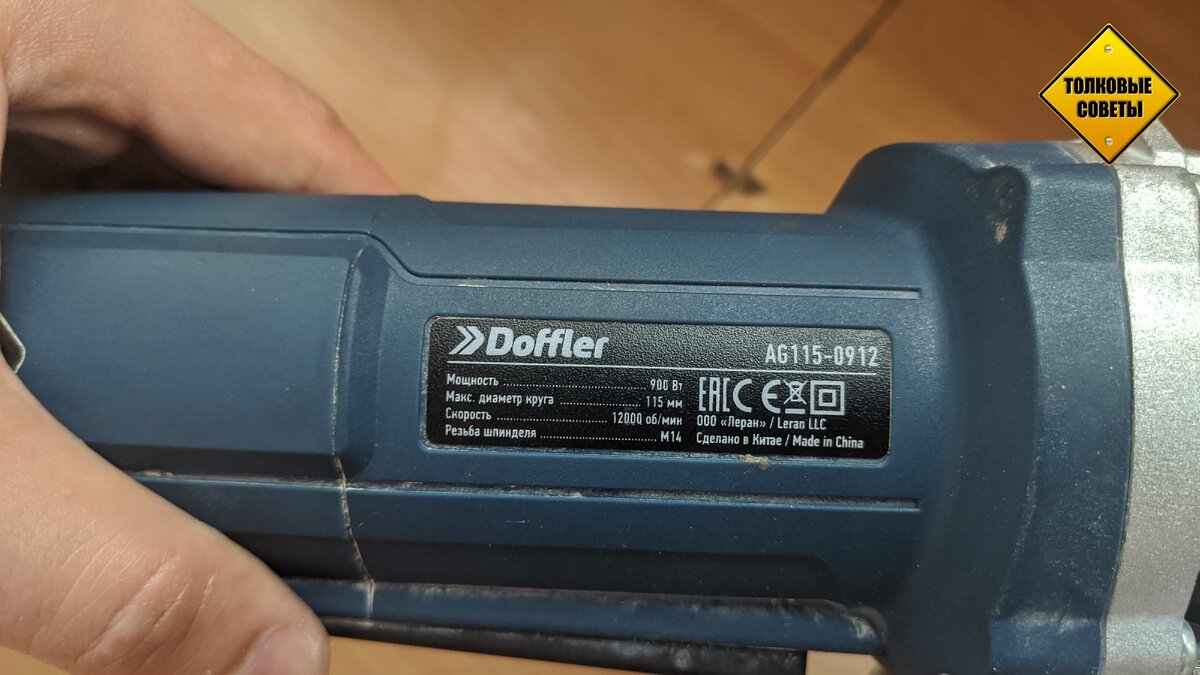 ТОЛКОВЫЕ
СОВЕТЫ
Doffler
AG115-0912
Мощность 900 Вт
Макс. диаметр круга 115 мм
Скорость 12000 об/мин
Резьба шпинделя М14
EAC CE
ООО «Леран» / Leran LLC
Сделано в Китае / Made in China